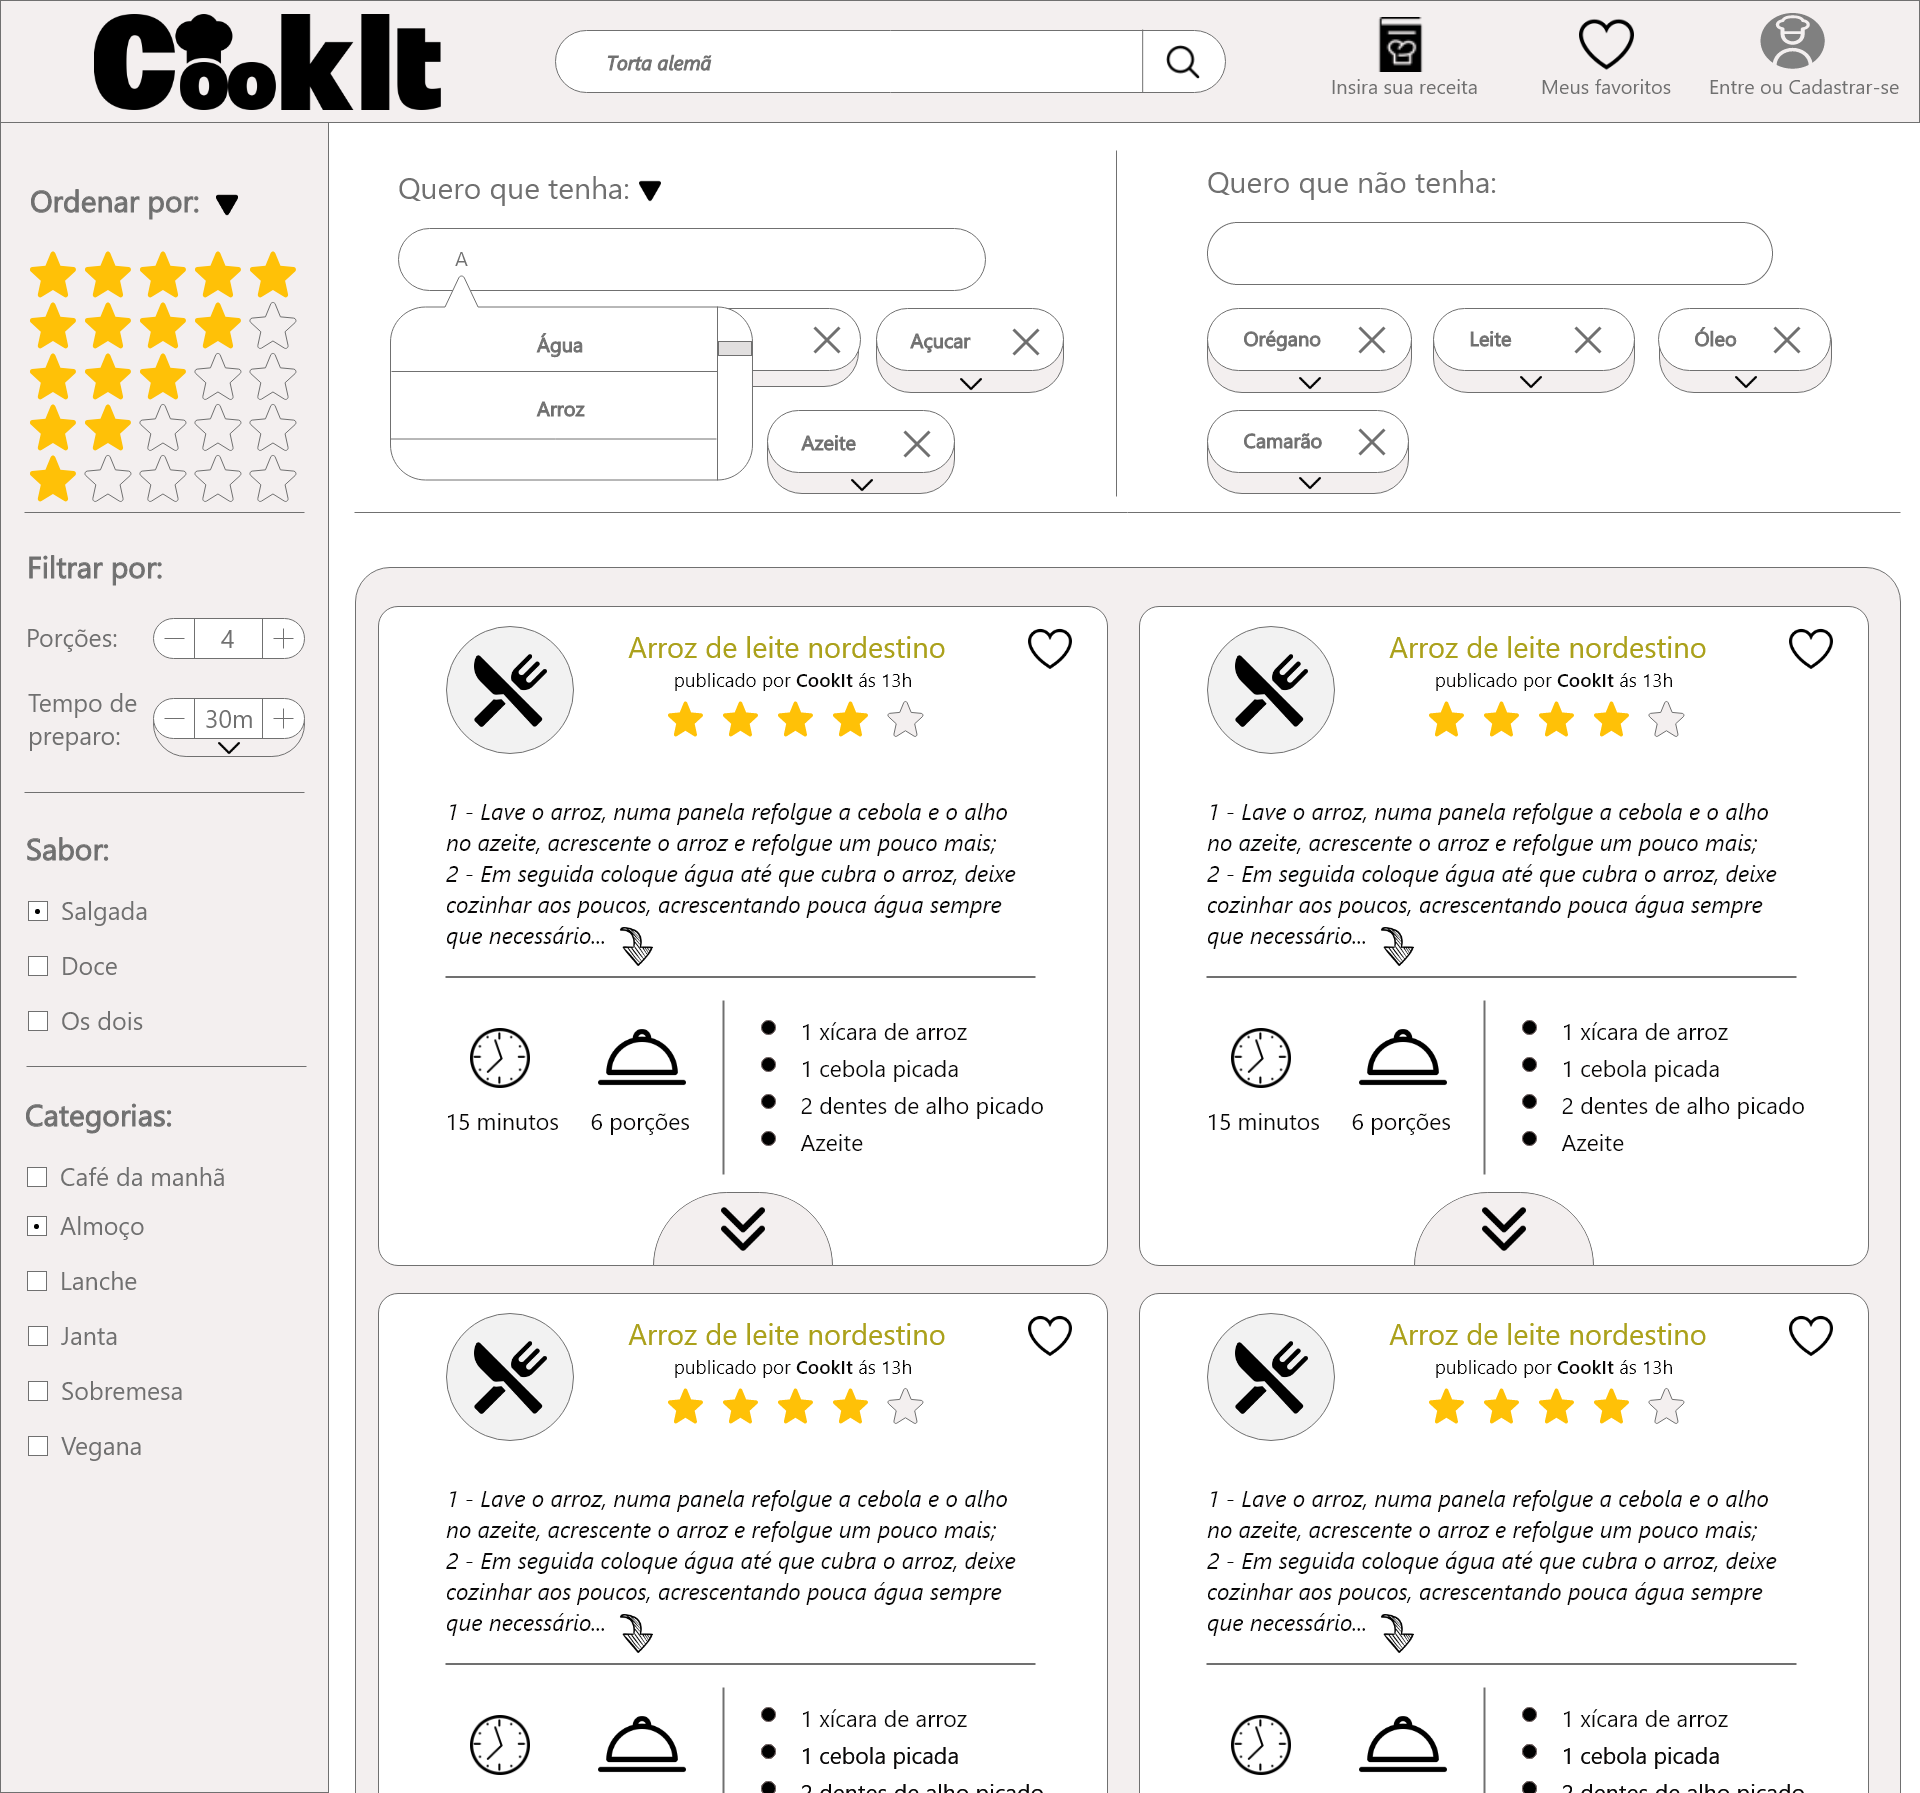 CookIt
Torta alemã
Insira sua receita
Meus favoritos
Entre ou Cadastrar-se
Ordenar por:
Filtrar por:
Porções:
4
Tempo de
preparo:
30m
Sabor:
Salgada
Doce
Os dois
Categorias:
Café da manhã
Almoço
Lanche
Janta
Sobremesa
Vegana
Quero que tenha:
A
Água
Arroz
Açucar
Azeite
Quero que não tenha:
Orégano
Leite
Óleo
Camarão
Arroz de leite nordestino
publicado por CookIt ás 13h
1 - Lave o arroz, numa panela refolgue a cebola e o alho
no azeite, acrescente o arroz e refolgue um pouco mais;
2 - Em seguida coloque água até que cubra o arroz, deixe
cozinhar aos poucos, acrescentando pouca água sempre
que necessário...
15 minutos
6 porções
1 xícara de arroz
1 cebola picada
2 dentes de alho picado
Azeite
Arroz de leite nordestino
publicado por CookIt ás 13h
1 - Lave o arroz, numa panela refolgue a cebola e o alho
no azeite, acrescente o arroz e refolgue um pouco mais;
2 - Em seguida coloque água até que cubra o arroz, deixe
cozinhar aos poucos, acrescentando pouca água sempre
que necessário...
15 minutos
6 porções
1 xícara de arroz
1 cebola picada
2 dentes de alho picado
Azeite
Arroz de leite nordestino
publicado por CookIt ás 13h
1 - Lave o arroz, numa panela refolgue a cebola e o alho
no azeite, acrescente o arroz e refolgue um pouco mais;
2 - Em seguida coloque água até que cubra o arroz, deixe
cozinhar aos poucos, acrescentando pouca água sempre
que necessário...
1 xícara de arroz
1 cebola picada
2 dentes de alho picado
Arroz de leite nordestino
publicado por CookIt ás 13h
1 - Lave o arroz, numa panela refolgue a cebola e o alho
no azeite, acrescente o arroz e refolgue um pouco mais;
2 - Em seguida coloque água até que cubra o arroz, deixe
cozinhar aos poucos, acrescentando pouca água sempre
que necessário...
1 xícara de arroz
1 cebola picada
2 dentes de alho picado